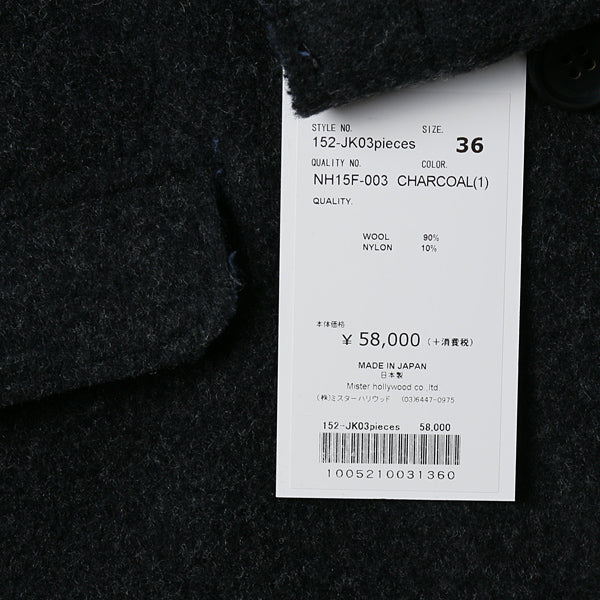 STYLE NO. SIZE.
152-JK03pieces 36
QUALITY NO. COLOR.
NH15F-003 CHARCOAL(1)
QUALITY.
WOOL 90%
NYLON 10%
本体価格
¥ 58,000 (+消費税)
MADE IN JAPAN
日本製
Mister hollywood co.,ltd.
(株)ミスターハリウッド (03)6447-0975
152-JK03pieces 58,000
1005210031360